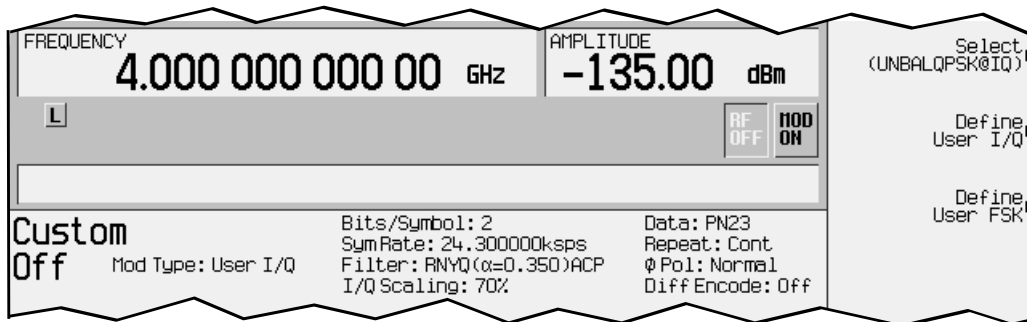 FREQUENCY
4.000 000 000 00 GHz
AMPLITUDE
-135.00 dBm
L
RF OFF
MOD ON
Select
(UNBALQPSK@IQ)
Define
User I/Q
Define
User FSK
Custom
Off
Mod Type: User I/Q
Bits/Symbol: 2
Sym Rate: 24.300000ksps
Filter: RNYQ(α=0.350)ACP
I/Q Scaling: 70%
Data: PN23
Repeat: Cont
Φ Pol: Normal
Diff Encode: Off